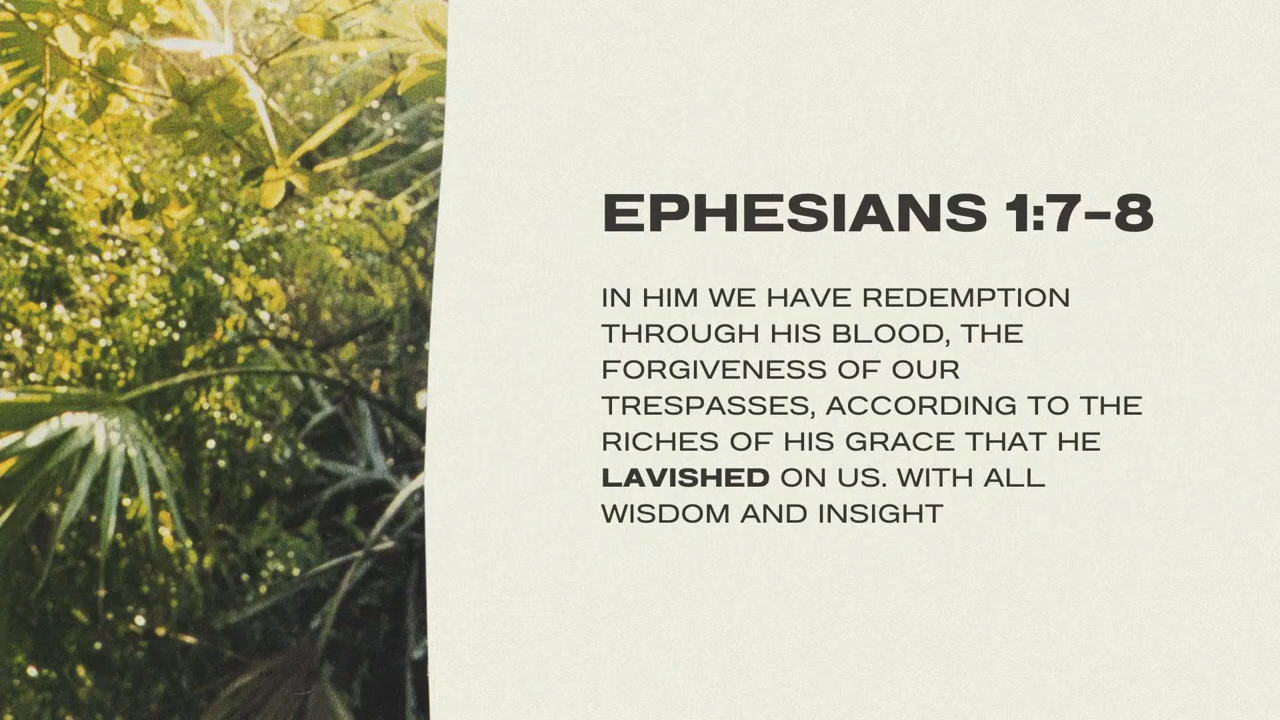 EPHESIANS 1:7–8
IN HIM WE HAVE REDEMPTION
THROUGH HIS BLOOD, THE
FORGIVENESS OF OUR
TRESPASSES, ACCORDING TO THE
RICHES OF HIS GRACE THAT HE
LAVISHED ON US. WITH ALL
WISDOM AND INSIGHT